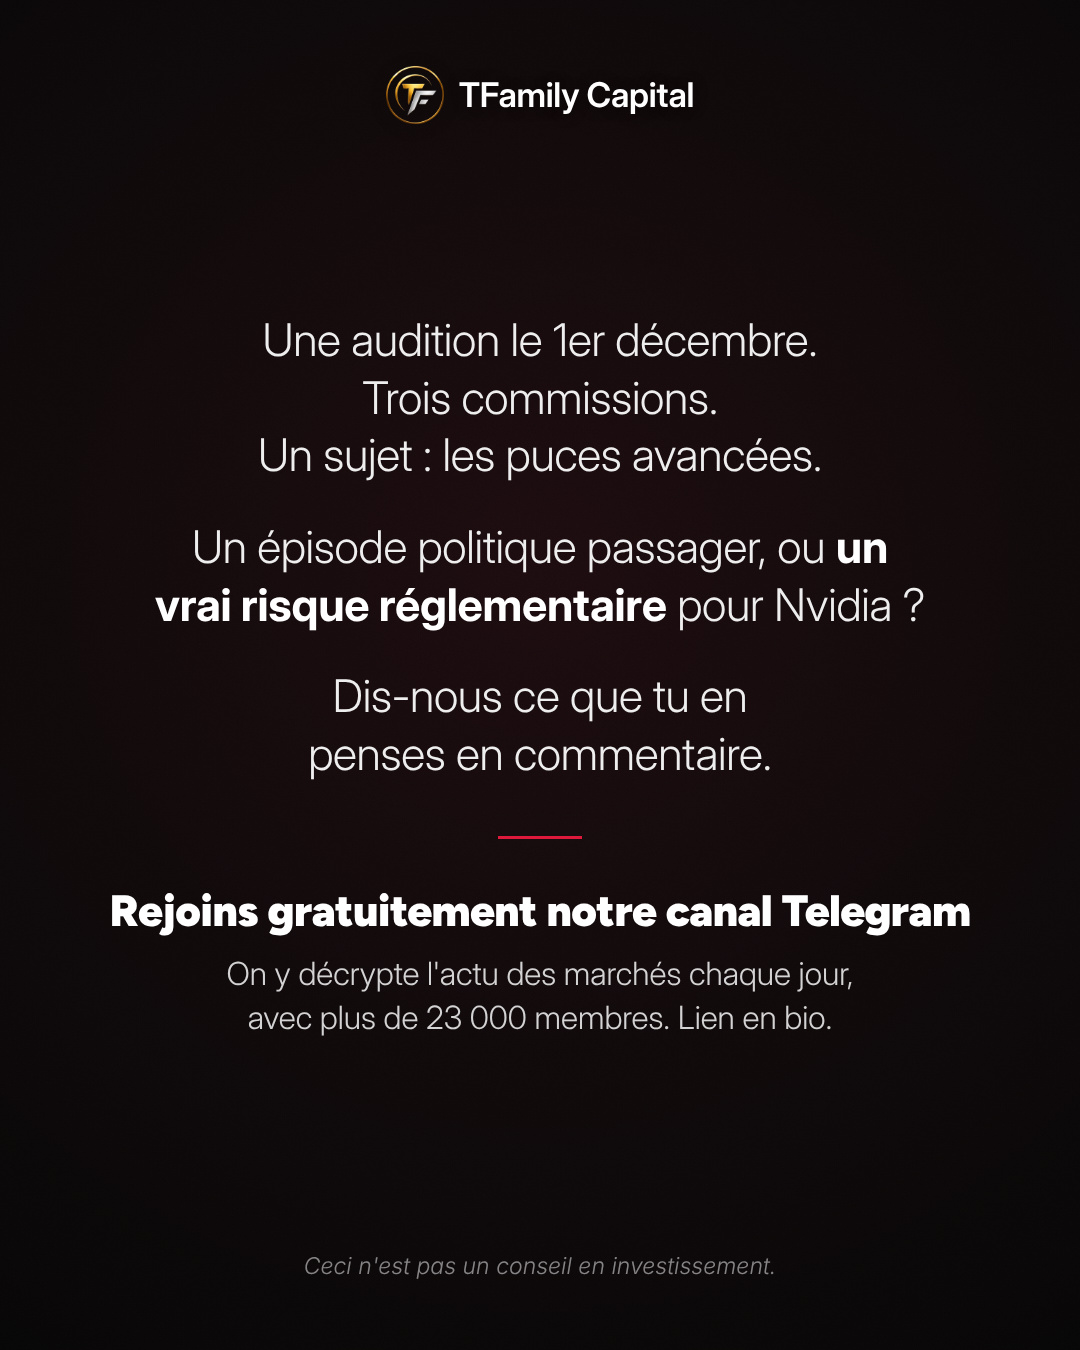 TF TFamily Capital
Une audition le 1er décembre.
Trois commissions.
Un sujet : les puces avancées.
Un épisode politique passager, ou un
vrai risque réglementaire pour Nvidia ?
Dis-nous ce que tu en
penses en commentaire.
Rejoins gratuitement notre canal Telegram
On y décrypte l'actu des marchés chaque jour,
avec plus de 23 000 membres. Lien en bio.
Ceci n'est pas un conseil en investissement.